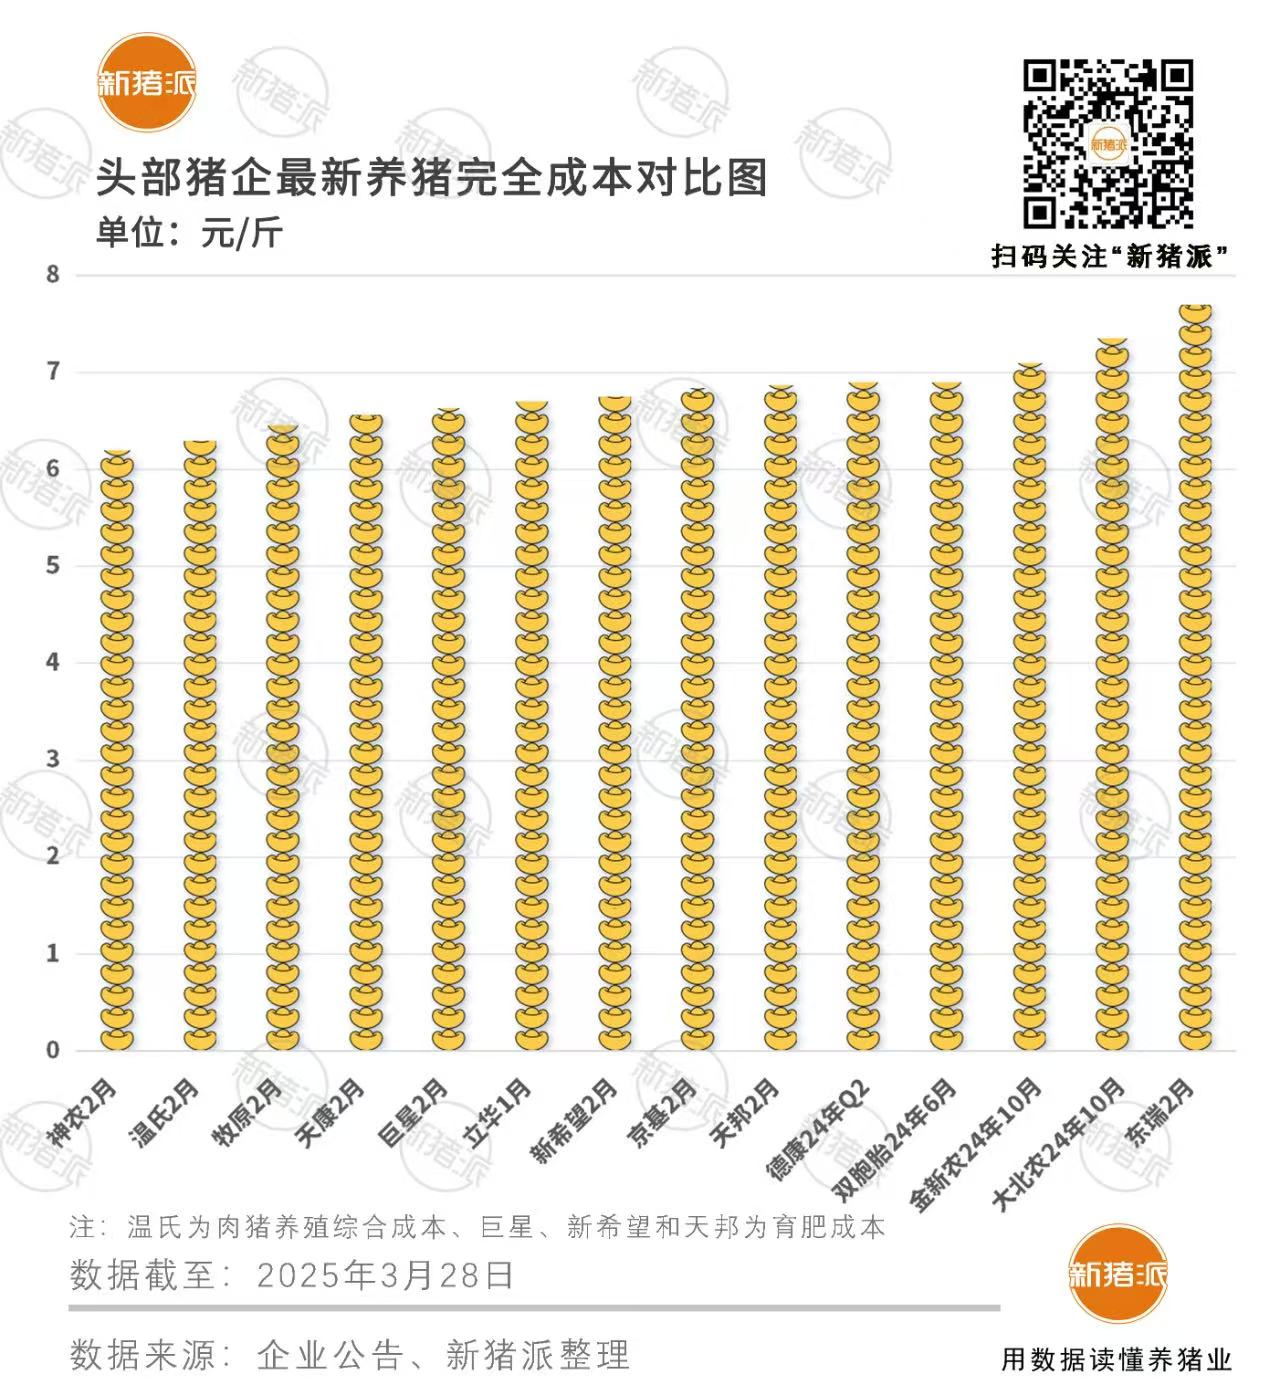 新猪派
头部猪企最新养猪完全成本对比图
单位：元/斤
新猪派
扫码关注“新猪派”
8
7
6
5
4
3
2
1
0
神农2月
温氏2月
牧原2月
天康2月
巨星2月
立华1月
新希望2月
京基2月
天邦2月
德康24年Q2
双胞胎24年6月
金新农24年10月
大北农24年10月
东瑞2月
注：温氏为肉猪养殖综合成本、巨星、新希望和天邦为育肥成本
数据截至：2025年3月28日
数据来源：企业公告、新猪派整理
新猪派
用数据读懂养猪业